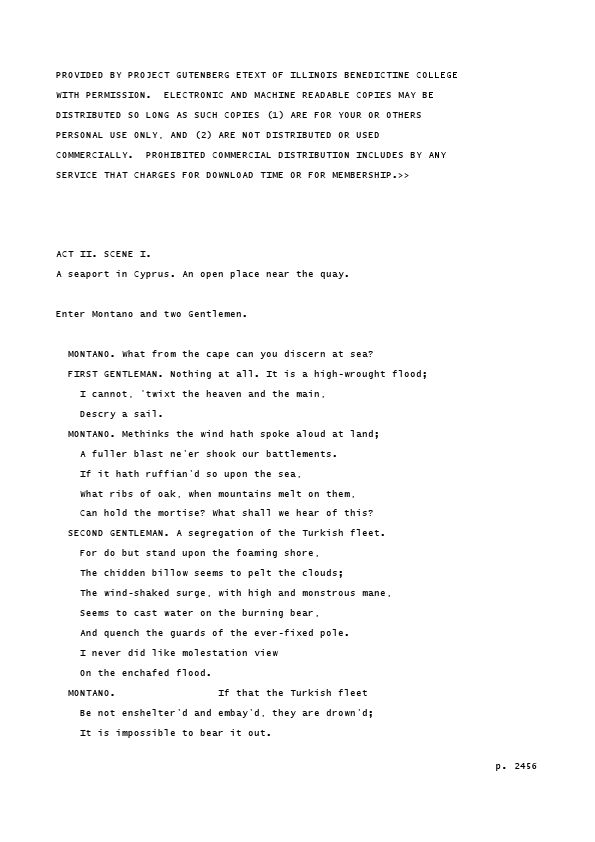 PROVIDED BY PROJECT GUTENBERG ETEXT OF ILLINOIS BENEDICTINE COLLEGE
WITH PERMISSION.  ELECTRONIC AND MACHINE READABLE COPIES MAY BE
DISTRIBUTED SO LONG AS SUCH COPIES (1) ARE FOR YOUR OR OTHERS
PERSONAL USE ONLY, AND (2) ARE NOT DISTRIBUTED OR USED
COMMERCIALLY.  PROHIBITED COMMERCIAL DISTRIBUTION INCLUDES BY ANY
SERVICE THAT CHARGES FOR DOWNLOAD TIME OR FOR MEMBERSHIP.>>
ACT II. SCENE I.
A seaport in Cyprus. An open place near the quay.
Enter Montano and two Gentlemen.
MONTANO. What from the cape can you discern at sea?
FIRST GENTLEMAN. Nothing at all. It is a high-wrought flood;
I cannot, 'twixt the heaven and the main,
Descry a sail.
MONTANO. Methinks the wind hath spoke aloud at land;
A fuller blast ne'er shook our battlements.
If it hath ruffian'd so upon the sea,
What ribs of oak, when mountains melt on them,
Can hold the mortise? What shall we hear of this?
SECOND GENTLEMAN. A segregation of the Turkish fleet.
For do but stand upon the foaming shore,
The chidden billow seems to pelt the clouds;
The wind-shaked surge, with high and monstrous mane,
Seems to cast water on the burning bear,
And quench the guards of the ever-fixed pole.
I never did like molestation view
On the enchafed flood.
MONTANO.                 If that the Turkish fleet
Be not enshelter'd and embay'd, they are drown'd;
It is impossible to bear it out.
p. 2456